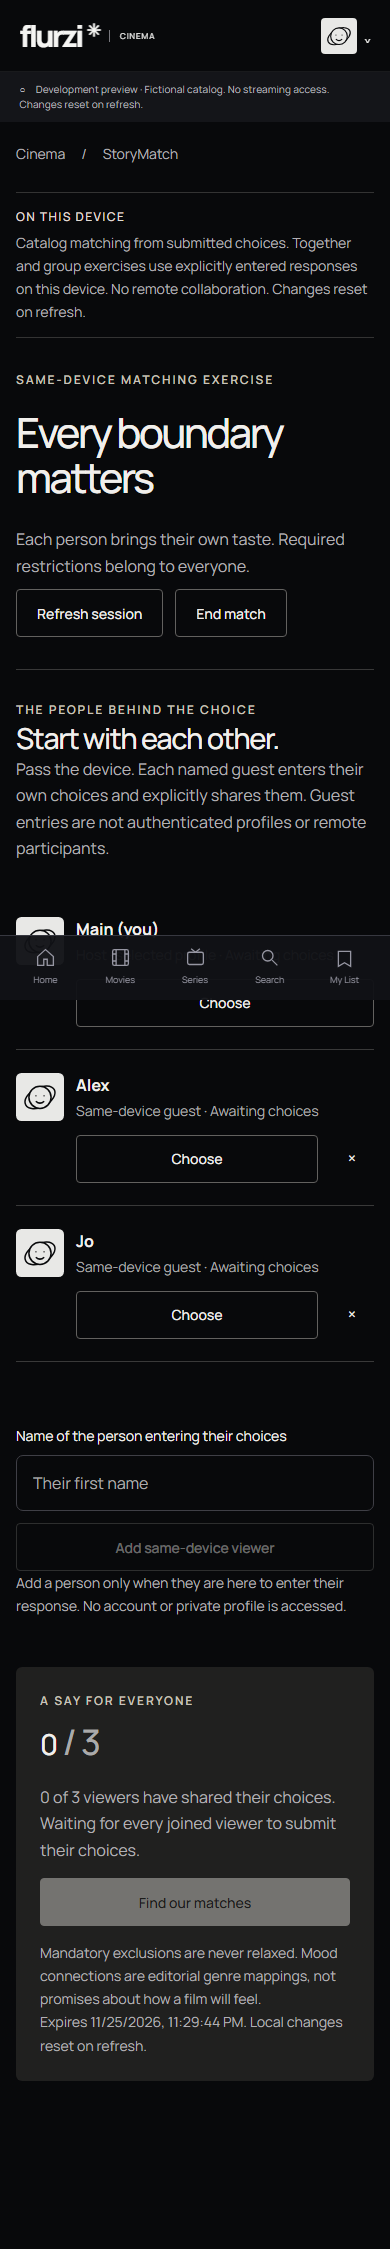 flurzi* | CINEMA
Development preview · Fictional catalog. No streaming access.
Changes reset on refresh.
Cinema / StoryMatch
ON THIS DEVICE
Catalog matching from submitted choices. Together
and group exercises use explicitly entered responses
on this device. No remote collaboration. Changes reset
on refresh.
SAME-DEVICE MATCHING EXERCISE
Every boundary
matters
Each person brings their own taste. Required
restrictions belong to everyone.
Refresh session End match
THE PEOPLE BEHIND THE CHOICE
Start with each other.
Pass the device. Each named guest enters their
own choices and explicitly shares them. Guest
entries are not authenticated profiles or remote
participants.
Main (you)
Home Movies Series Search My List
Choose
Alex
Same-device guest · Awaiting choices
Choose ×
Jo
Same-device guest · Awaiting choices
Choose ×
Name of the person entering their choices
Their first name
Add same-device viewer
Add a person only when they are here to enter their
response. No account or private profile is accessed.
A SAY FOR EVERYONE
0 / 3
0 of 3 viewers have shared their choices.
Waiting for every joined viewer to submit
their choices.
Find our matches
Mandatory exclusions are never relaxed. Mood
connections are editorial genre mappings, not
promises about how a film will feel.
Expires 11/25/2026, 11:29:44 PM. Local changes
reset on refresh.